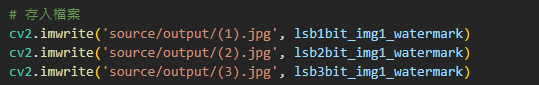 # 存入檔案
cv2.imwrite('source/output/(1).jpg', lsb1bit_img1_watermark)
cv2.imwrite('source/output/(2).jpg', lsb2bit_img1_watermark)
cv2.imwrite('source/output/(3).jpg', lsb3bit_img1_watermark)